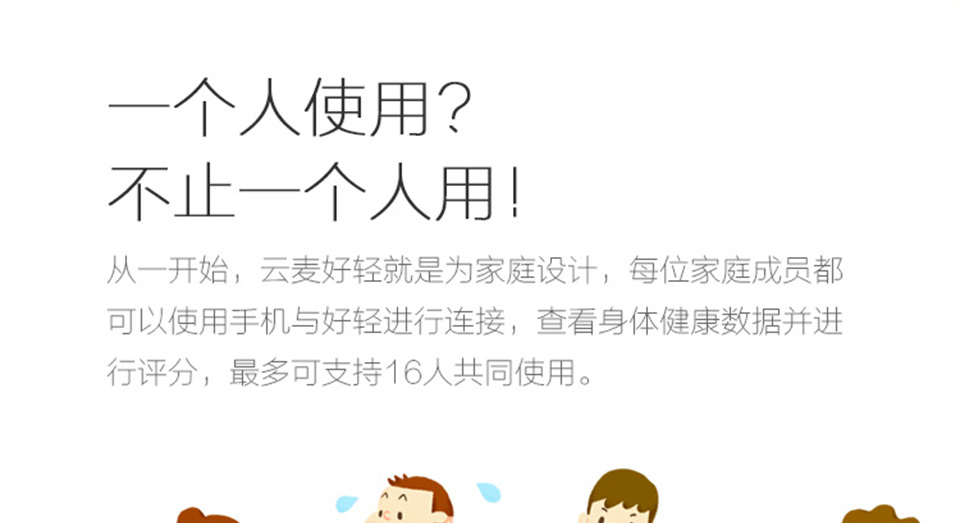 一个人使用？
不止一个人用！
从一开始，云麦好轻就是为家庭设计，每位家庭成员都
可以使用手机与好轻进行连接，查看身体健康数据并进
行评分，最多可支持16人共同使用。